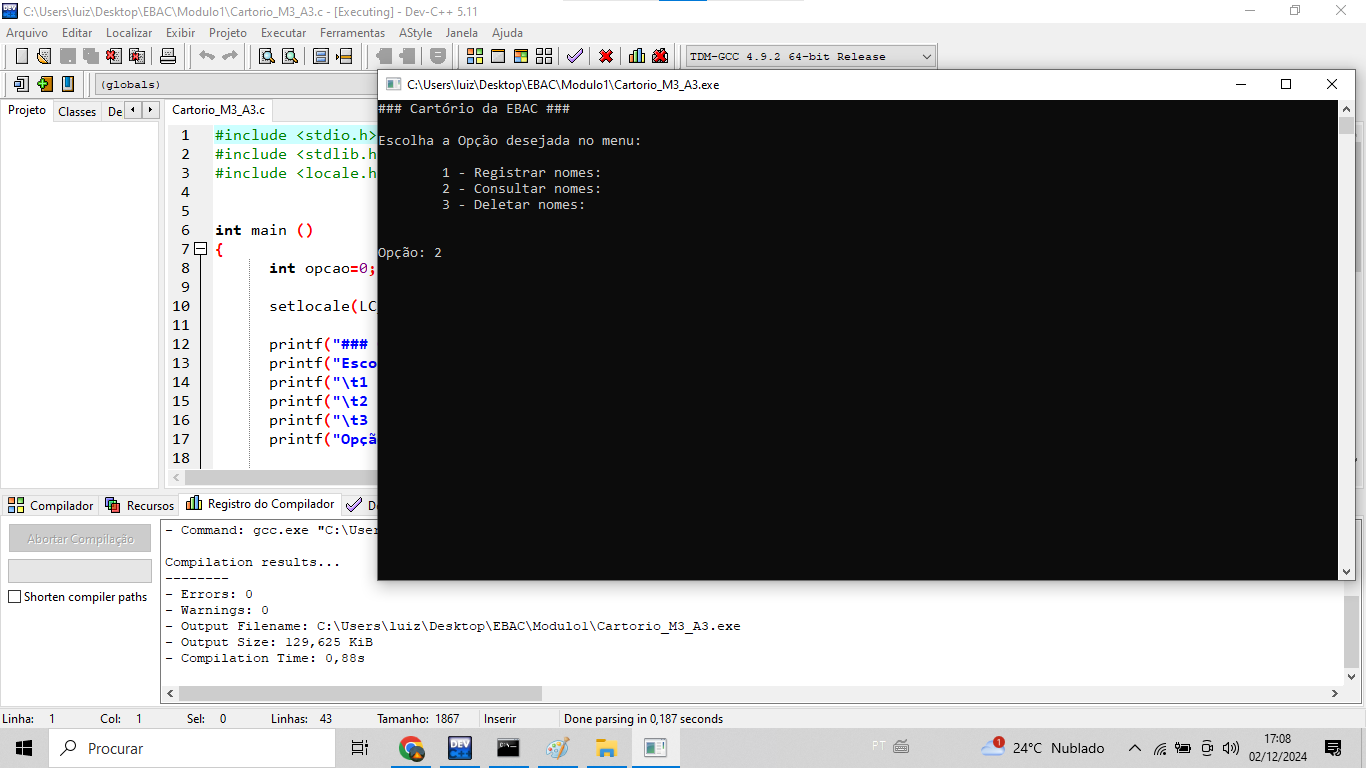 C:\Users\luiz\Desktop\EBAC\Modulo1\Cartorio_M3_A3.c - [Executing] - Dev-C++ 5.11
Arquivo Editar Localizar Exibir Projeto Executar Ferramentas AStyle Janela Ajuda
TDM-GCC 4.9.2 64-bit Release
(globals)
Projeto Classes De
Cartorio_M3_A3.c
1 #include <stdio.h>
2 #include <stdlib.h
3 #include <locale.h
4
5
6 int main ()
7 {
8 int opcao=0;
9
10 setlocale(LC
11
12 printf("###
13 printf("Esco
14 printf("\t1
15 printf("\t2
16 printf("\t3
17 printf("Opçã
18
C:\Users\luiz\Desktop\EBAC\Modulo1\Cartorio_M3_A3.exe
### Cartório da EBAC ###
Escolha a Opção desejada no menu:
1 - Registrar nomes:
2 - Consultar nomes:
3 - Deletar nomes:
Opção: 2
Compilador Recursos Registro do Compilador D
Abortar Compilação
Shorten compiler paths
- Command: gcc.exe "C:\User
Compilation results...
--------
- Errors: 0
- Warnings: 0
- Output Filename: C:\Users\luiz\Desktop\EBAC\Modulo1\Cartorio_M3_A3.exe
- Output Size: 129,625 KiB
- Compilation Time: 0,88s
Linha: 1 Col: 1 Sel: 0 Linhas: 43 Tamanho: 1867 Inserir Done parsing in 0,187 seconds
Procurar
DEV
PT
1
24°C Nublado
17:08
02/12/2024